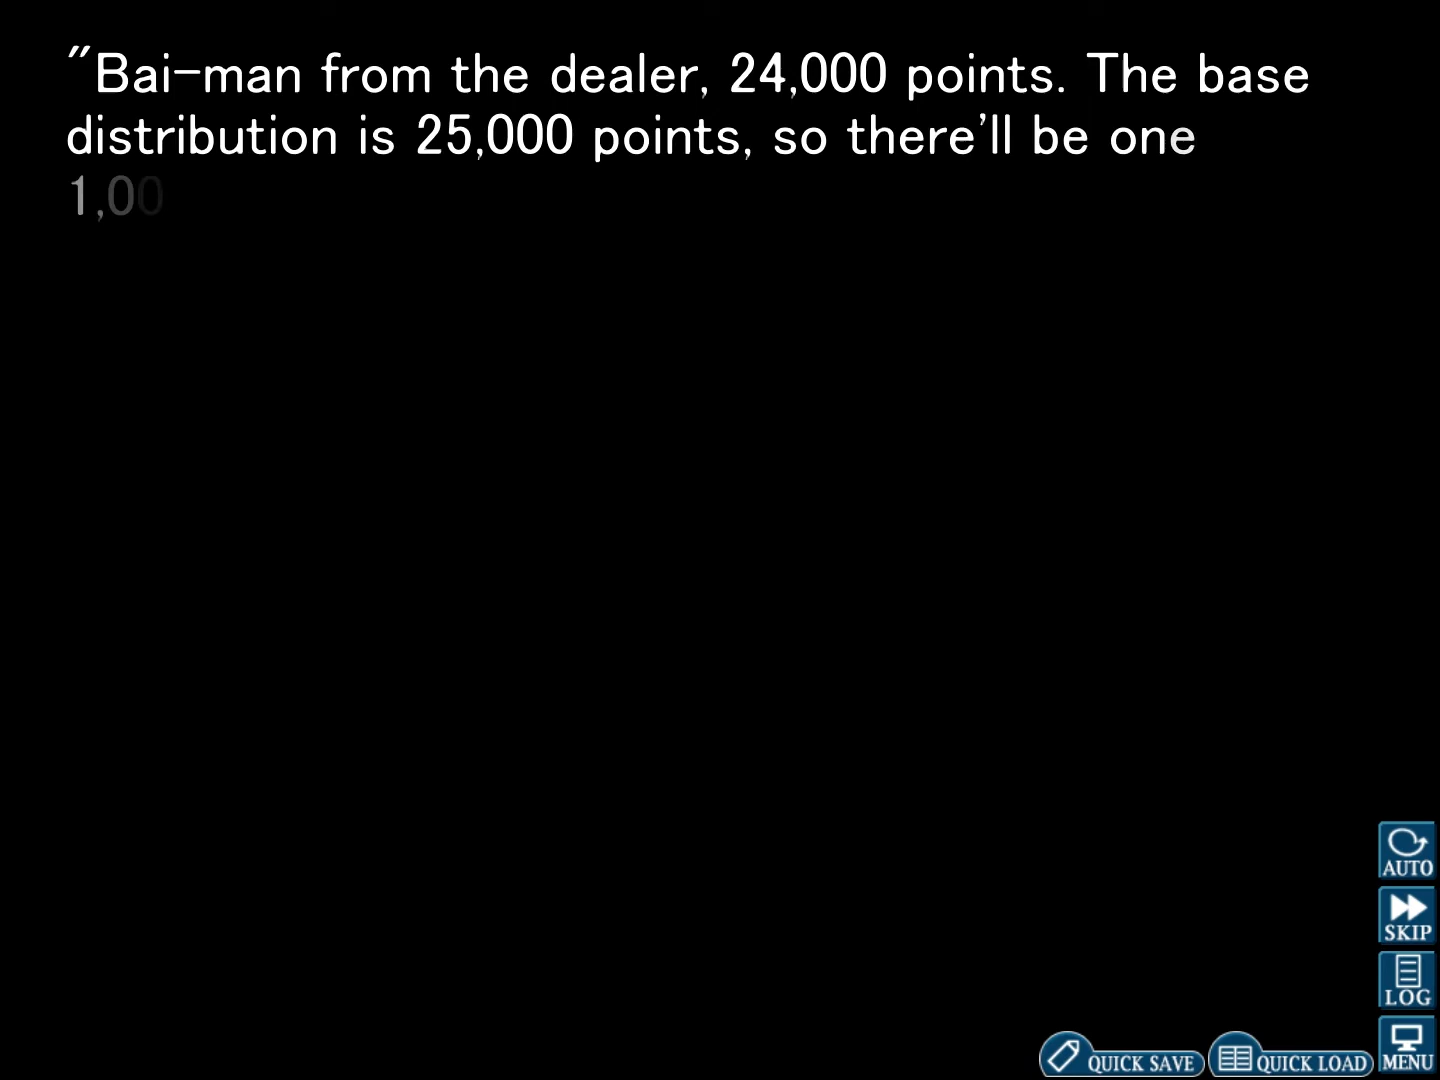 "Bai-man from the dealer, 24,000 points. The base
distribution is 25,000 points, so there'll be one
1,00
AUTO
SKIP
LOG
MENU
QUICK SAVE
QUICK LOAD